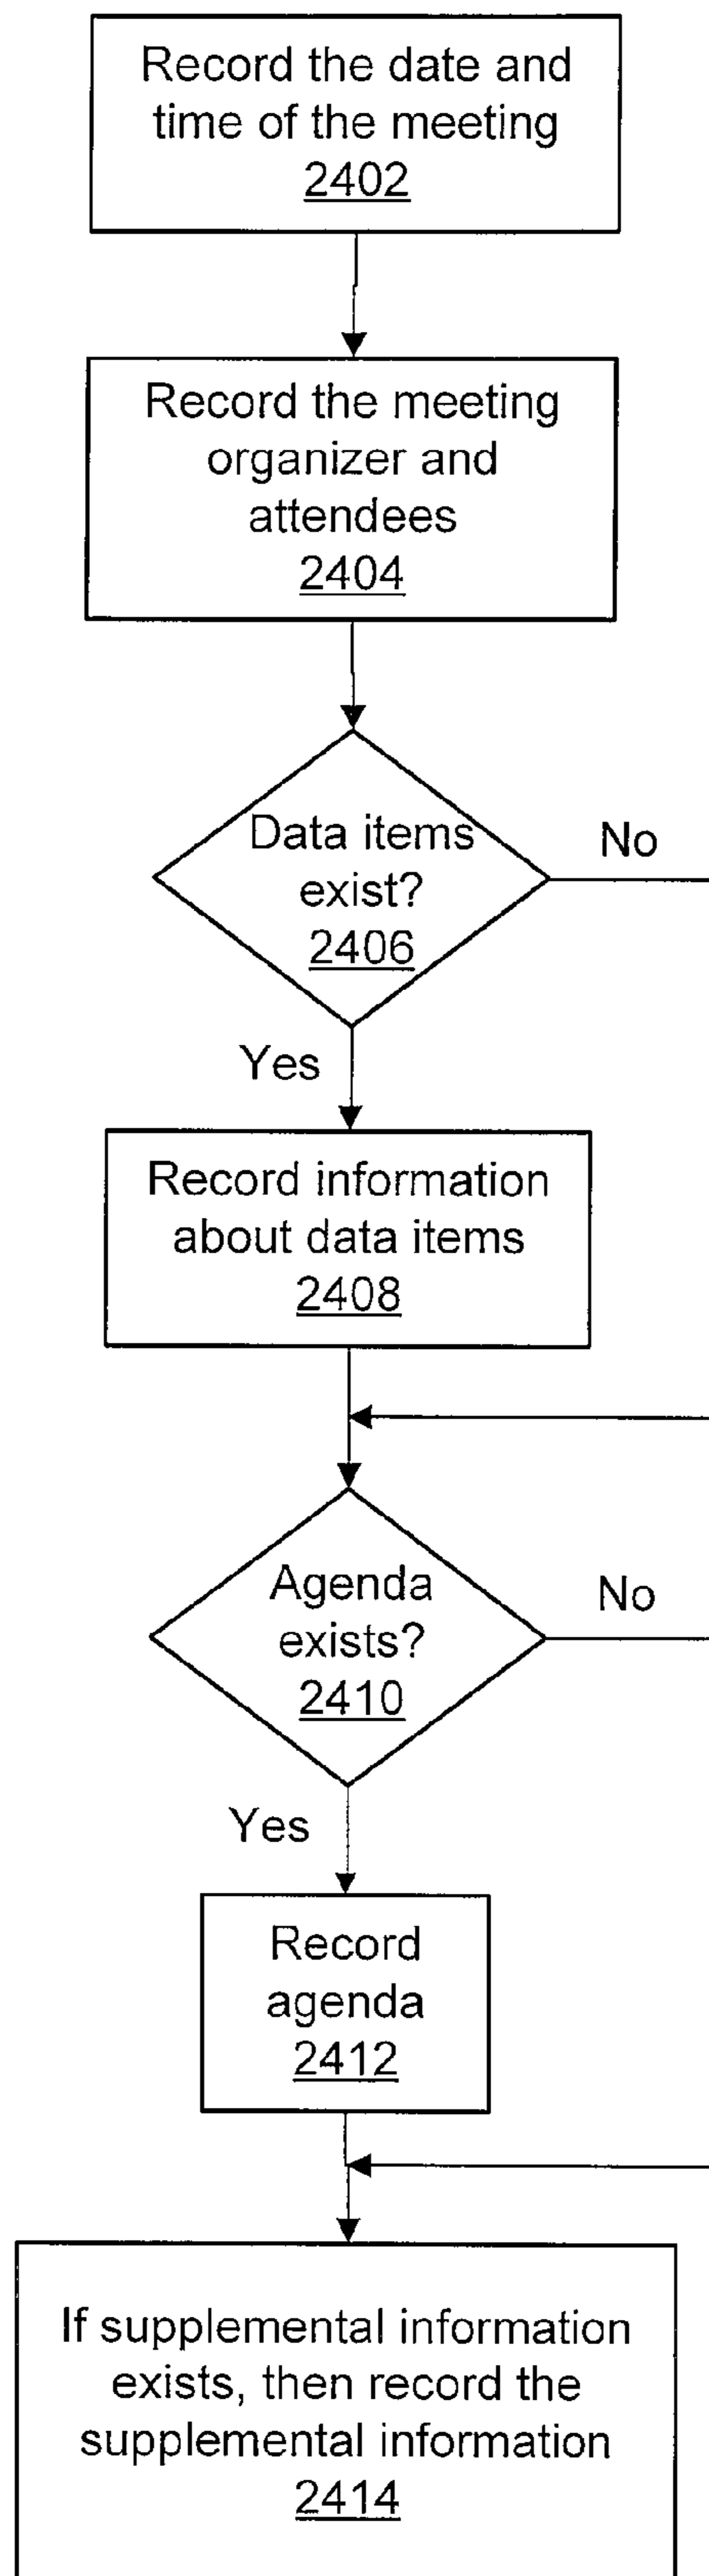 Record the date and
time of the meeting
2402
Record the meeting
organizer and
attendees
2404
Data items
exist?
2406
No
Yes
Record information
about data items
2408
Agenda
exists?
2410
No
Yes
Record
agenda
2412
If supplemental information
exists, then record the
supplemental information
2414